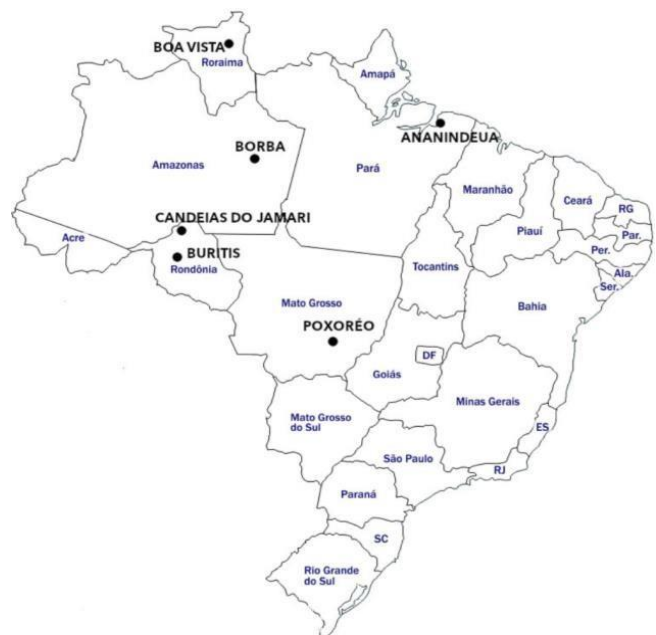 BOA VISTA
Roraima
Amapá
ANANINDEUA
BORBA
Amazonas
Pará
Maranhão
Ceará
RG
Piauí
Par.
Per.
CANDEIAS DO JAMARI
Acre
BURITIS
Rondônia
Tocantins
Ala.
Ser.
Mato Grosso
Bahia
POXORÉO
DF
Goiás
Minas Gerais
Mato Grosso
do Sul
ES
São Paulo
RJ
Paraná
SC
Rio Grande
do Sul